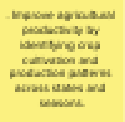 . Improve agricultural
productivity by
identifying crop
cultivation and
production patterns
across states and
seasons.